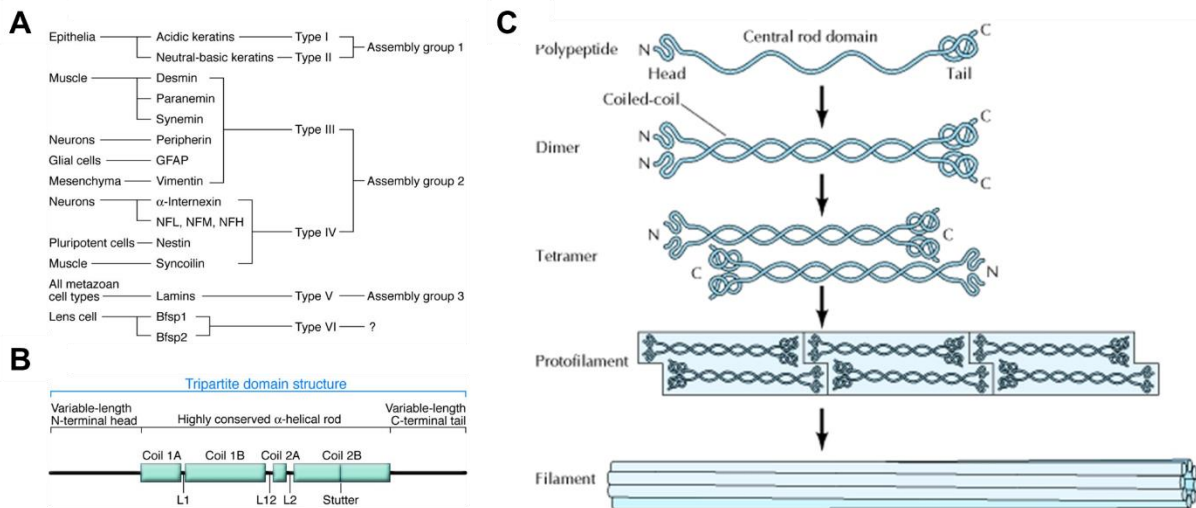 A
Epithelia
Acidic keratins
Type I
Neutral-basic keratins
Type II
Assembly group 1
Muscle
Desmin
Paranemin
Synemin
Type III
Neurons
Peripherin
Glial cells
GFAP
Mesenchyma
Vimentin
Assembly group 2
Neurons
α-Internexin
NFL, NFM, NFH
Type IV
Pluripotent cells
Nestin
Muscle
Syncoilin
All metazoan
cell types
Lamins
Type V
Assembly group 3
Lens cell
Bfsp1
Bfsp2
Type VI
?
B
Tripartite domain structure
Variable-length
N-terminal head
Highly conserved α-helical rod
Variable-length
C-terminal tail
Coil 1A
Coil 1B
Coil 2A
Coil 2B
L1
L12
L2
Stutter
C
Polypeptide
N
Head
Central rod domain
C
Tail
Coiled-coil
Dimer
N
N
C
C
Tetramer
N
C
C
N
Protofilament
Filament